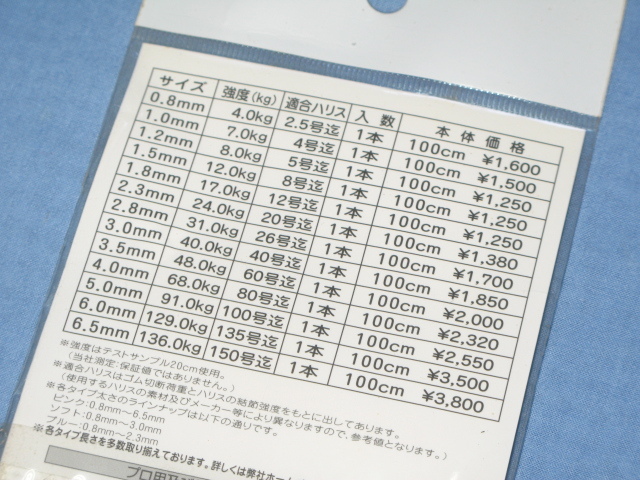 サイズ 強度(kg) 適合ハリス 入数 本体価格
0.8mm 4.0kg 2.5号迄 1本 100cm ¥1,600
1.0mm 7.0kg 4号迄 1本 100cm ¥1,500
1.2mm 8.0kg 5号迄 1本 100cm ¥1,250
1.5mm 12.0kg 8号迄 1本 100cm ¥1,250
1.8mm 17.0kg 12号迄 1本 100cm ¥1,250
2.3mm 24.0kg 20号迄 1本 100cm ¥1,380
2.8mm 31.0kg 26号迄 1本 100cm ¥1,700
3.0mm 40.0kg 40号迄 1本 100cm ¥1,850
3.5mm 48.0kg 60号迄 1本 100cm ¥2,000
4.0mm 68.0kg 80号迄 1本 100cm ¥2,320
5.0mm 91.0kg 100号迄 1本 100cm ¥2,550
6.0mm 129.0kg 135号迄 1本 100cm ¥3,500
6.5mm 136.0kg 150号迄 1本 100cm ¥3,800
※強度はテストサンプル20cm使用。
(当社測定:保証値ではありません。)
※適合ハリスはゴム切断荷重とハリスの結節強度をもとに出してあります。
(使用するハリスの素材及びメーカー等により異なりますので、参考値となります。)
※各タイプ太さのラインナップは以下の通りです。
ピンク:0.8mm〜6.5mm
ソフト:0.8mm〜3.0mm
ブルー:0.8mm〜2.3mm
※各タイプ長さを多数取り揃えております。詳しくは弊社ホーム
プロ用及び